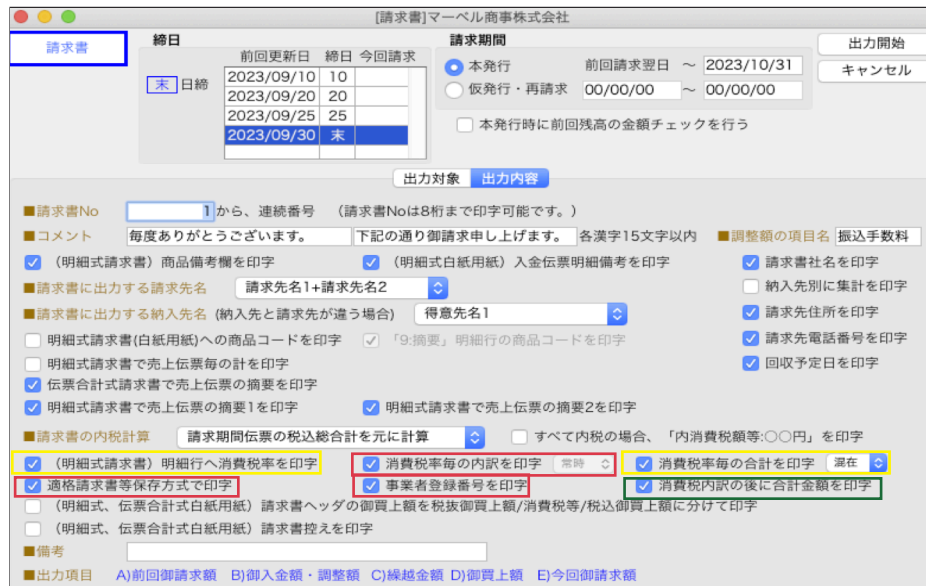 [請求書]マーベル商事株式会社
請求書
締日
前回更新日 締日 今回請求
末 日締
2023/09/10 10
2023/09/20 20
2023/09/25 25
2023/09/30 末
請求期間
本発行 前回請求翌日 ～ 2023/10/31
仮発行・再請求 00/00/00 ～ 00/00/00
本発行時に前回残高の金額チェックを行う
出力開始
キャンセル
出力対象 出力内容
■請求書No 1 から、連続番号 （請求書Noは8桁まで印字可能です。）
■コメント 毎度ありがとうございます。 下記の通り御請求申し上げます。 各漢字15文字以内 ■調整額の項目名 振込手数料
（明細式請求書）商品備考欄を印字 （明細式白紙用紙）入金伝票明細備考を印字 請求書社名を印字
■請求書に出力する請求先名 請求先名1+請求先名2 納入先別に集計を印字
■請求書に出力する納入先名 (納入先と請求先が違う場合) 得意先名1 請求先住所を印字
明細式請求書(白紙用紙)への商品コードを印字 「9:摘要」明細行の商品コードを印字 請求先電話番号を印字
明細式請求書で売上伝票毎の計を印字 回収予定日を印字
伝票合計式請求書で売上伝票の摘要を印字
明細式請求書で売上伝票の摘要1を印字 明細式請求書で売上伝票の摘要2を印字
■請求書の内税計算 請求期間伝票の税込総合計を元に計算 すべて内税の場合、「内消費税額等:〇〇円」を印字
（明細式請求書）明細行へ消費税率を印字 消費税率毎の内訳を印字 常時 消費税率毎の合計を印字 混在
適格請求書等保存方式で印字 事業者登録番号を印字 消費税内訳の後に合計金額を印字
（明細式、伝票合計式白紙用紙）請求書ヘッダの御買上額を税抜御買上額/消費税等/税込御買上額に分けて印字
（明細式、伝票合計式白紙用紙）請求書控えを印字
■備考
■出力項目 A)前回御請求額 B)御入金額・調整額 C)繰越金額 D)御買上額 E)今回御請求額